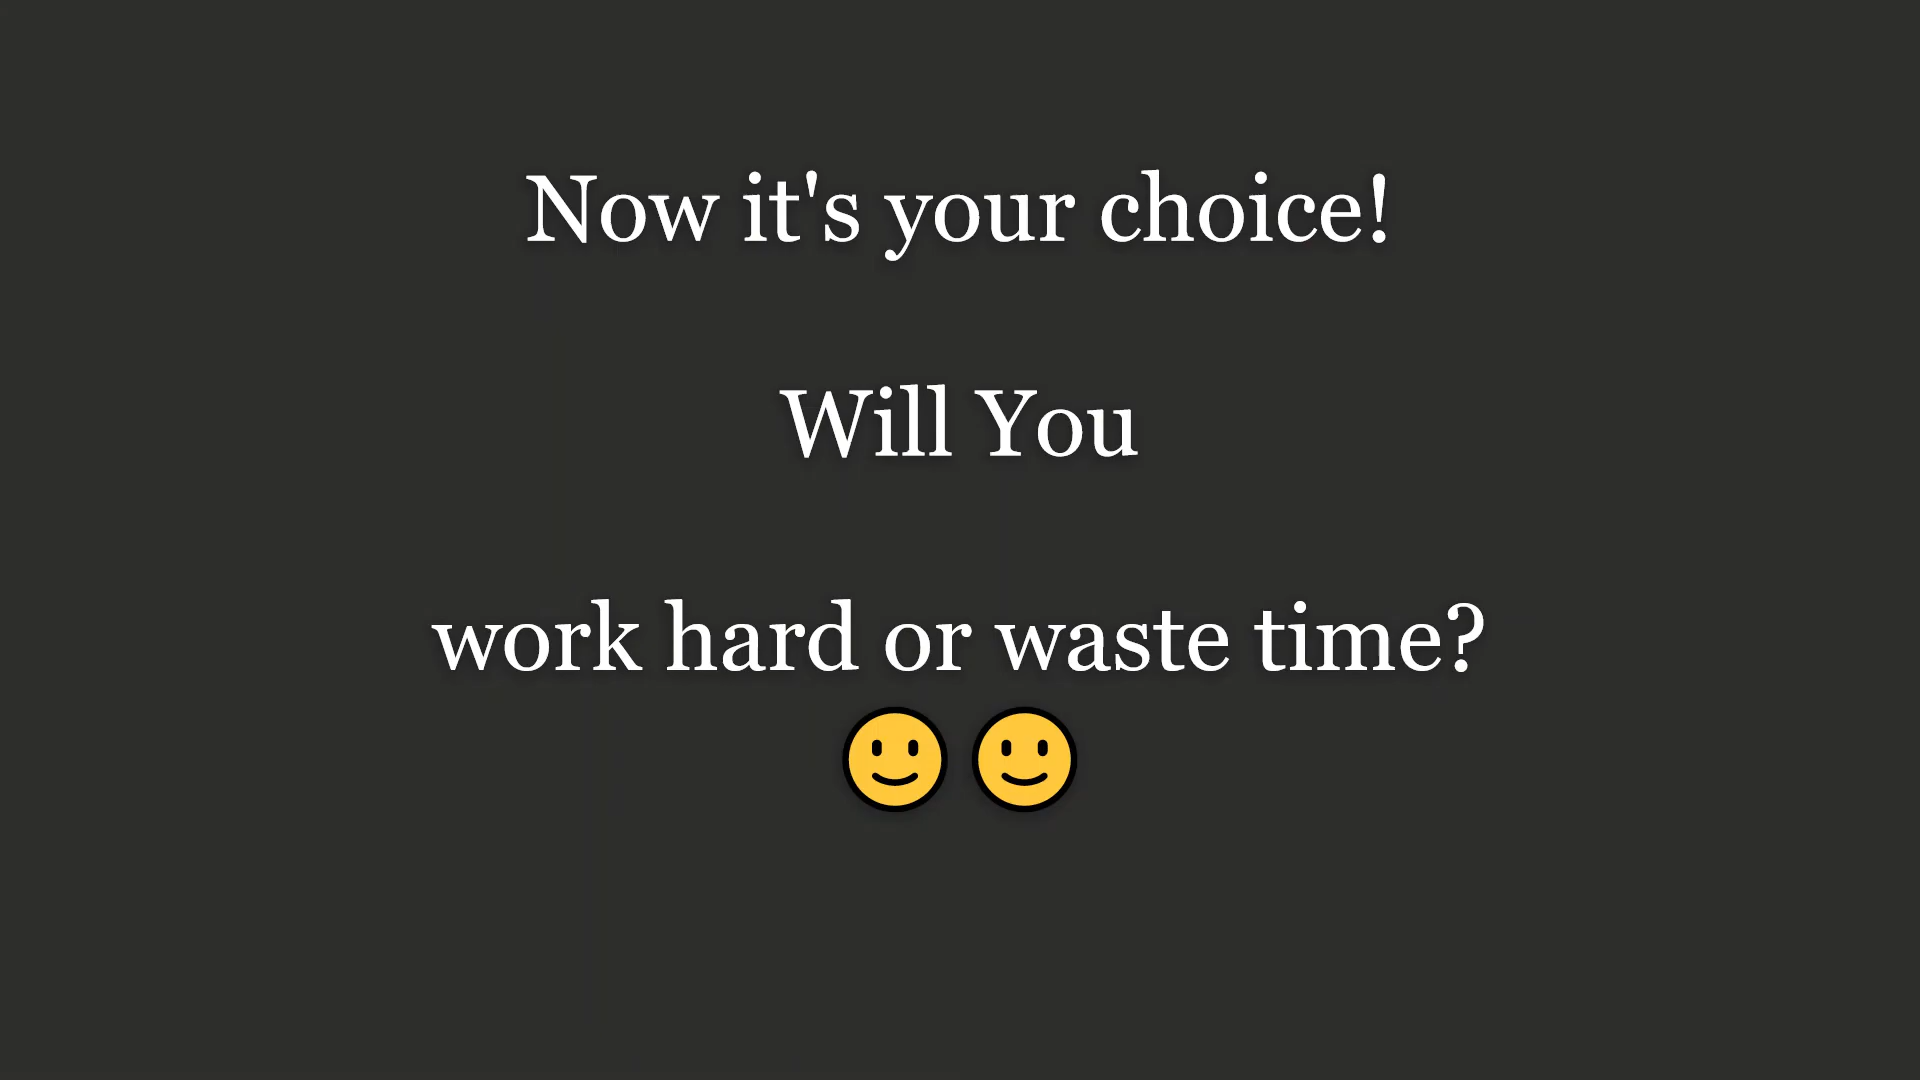 Now it's your choice!
Will You
work hard or waste time?
🙂 🙂